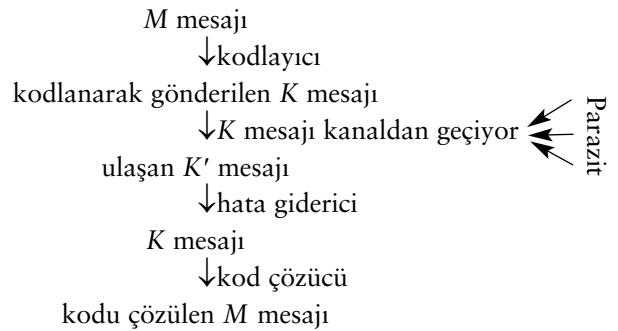 M mesajı
↓kodlayıcı
kodlanarak gönderilen K mesajı
↓K mesajı kanaldan geçiyor
Parazit
ulaşan K′ mesajı
↓hata giderici
K mesajı
↓kod çözücü
kodu çözülen M mesajı